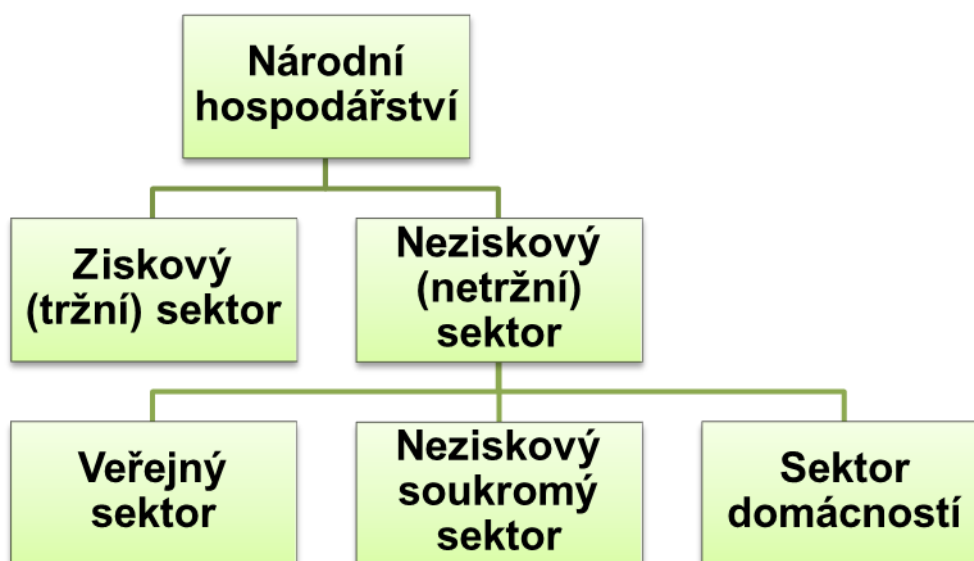 Národní
hospodářství
Ziskový
(tržní) sektor
Neziskový
(netržní)
sektor
Veřejný
sektor
Neziskový
soukromý
sektor
Sektor
domácností